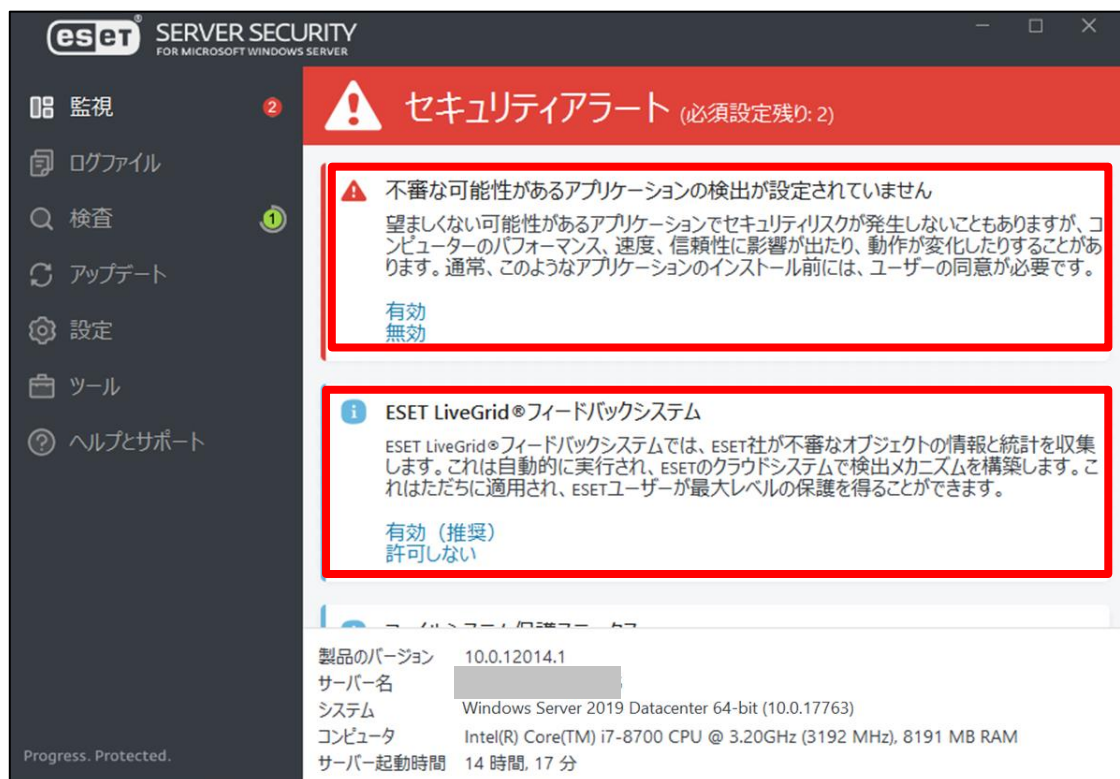 eset® SERVER SECURITY
FOR MICROSOFT WINDOWS SERVER
監視 2
ログファイル
検査 1
アップデート
設定
ツール
ヘルプとサポート
Progress. Protected.
セキュリティアラート (必須設定残り: 2)
不審な可能性があるアプリケーションの検出が設定されていません
望ましくない可能性があるアプリケーションでセキュリティリスクが発生しないこともありますが、コ
ンピューターのパフォーマンス、速度、信頼性に影響が出たり、動作が変化したりすることがあ
ります。通常、このようなアプリケーションのインストール前には、ユーザーの同意が必要です。
有効
無効
ESET LiveGrid®フィードバックシステム
ESET LiveGrid®フィードバックシステムでは、ESET社が不審なオブジェクトの情報と統計を収集
します。これは自動的に実行され、ESETのクラウドシステムで検出メカニズムを構築します。こ
れはただちに適用され、ESETユーザーが最大レベルの保護を得ることができます。
有効（推奨）
許可しない
製品のバージョン 10.0.12014.1
サーバー名
システム Windows Server 2019 Datacenter 64-bit (10.0.17763)
コンピュータ Intel(R) Core(TM) i7-8700 CPU @ 3.20GHz (3192 MHz), 8191 MB RAM
サーバー起動時間 14 時間, 17 分